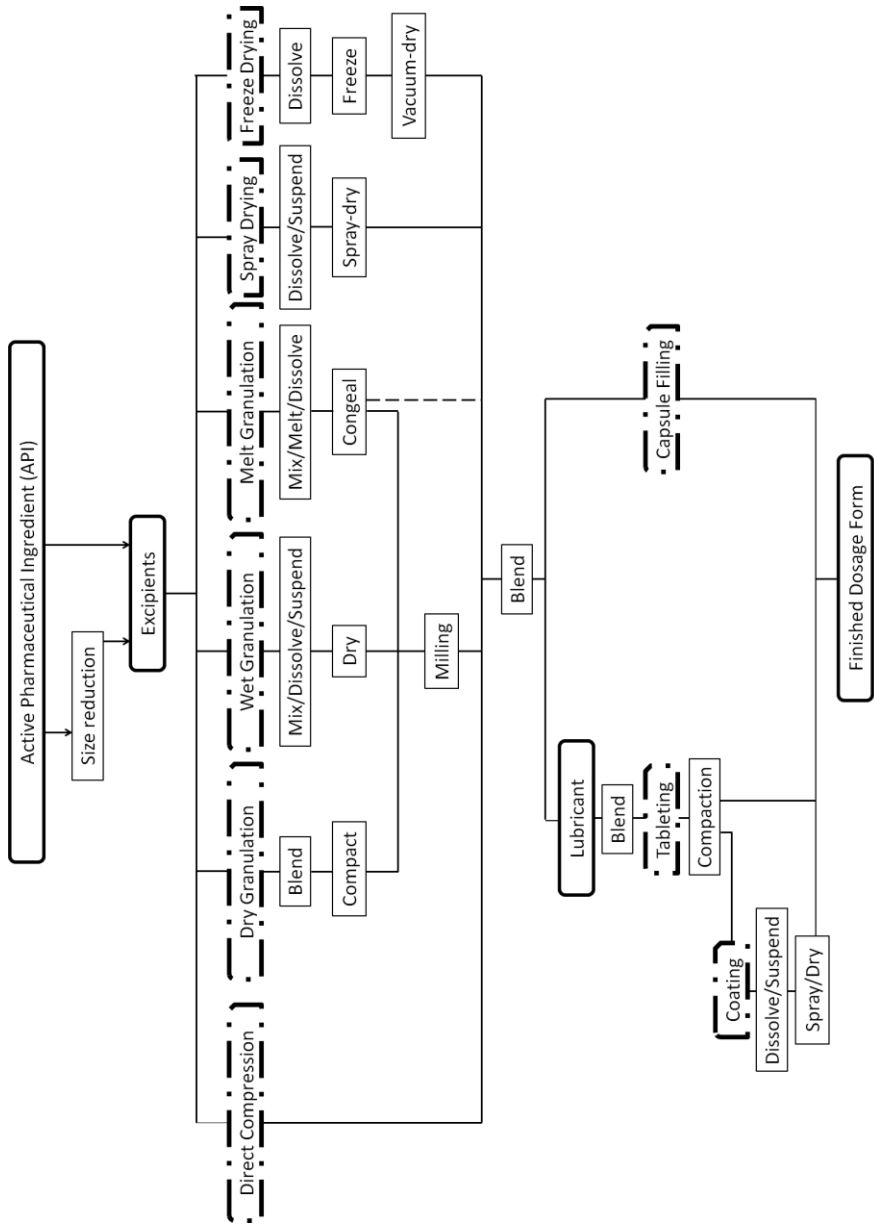 Active Pharmaceutical Ingredient (API)
Size reduction
Excipients
Direct Compression
Dry Granulation
Wet Granulation
Melt Granulation
Spray Drying
Freeze Drying
Blend
Mix/Dissolve/Suspend
Mix/Melt/Dissolve
Dissolve/Suspend
Dissolve
Compact
Dry
Congeal
Spray-dry
Freeze
Vacuum-dry
Milling
Blend
Lubricant
Blend
Tableting
Capsule Filling
Compaction
Coating
Dissolve/Suspend
Spray/Dry
Finished Dosage Form